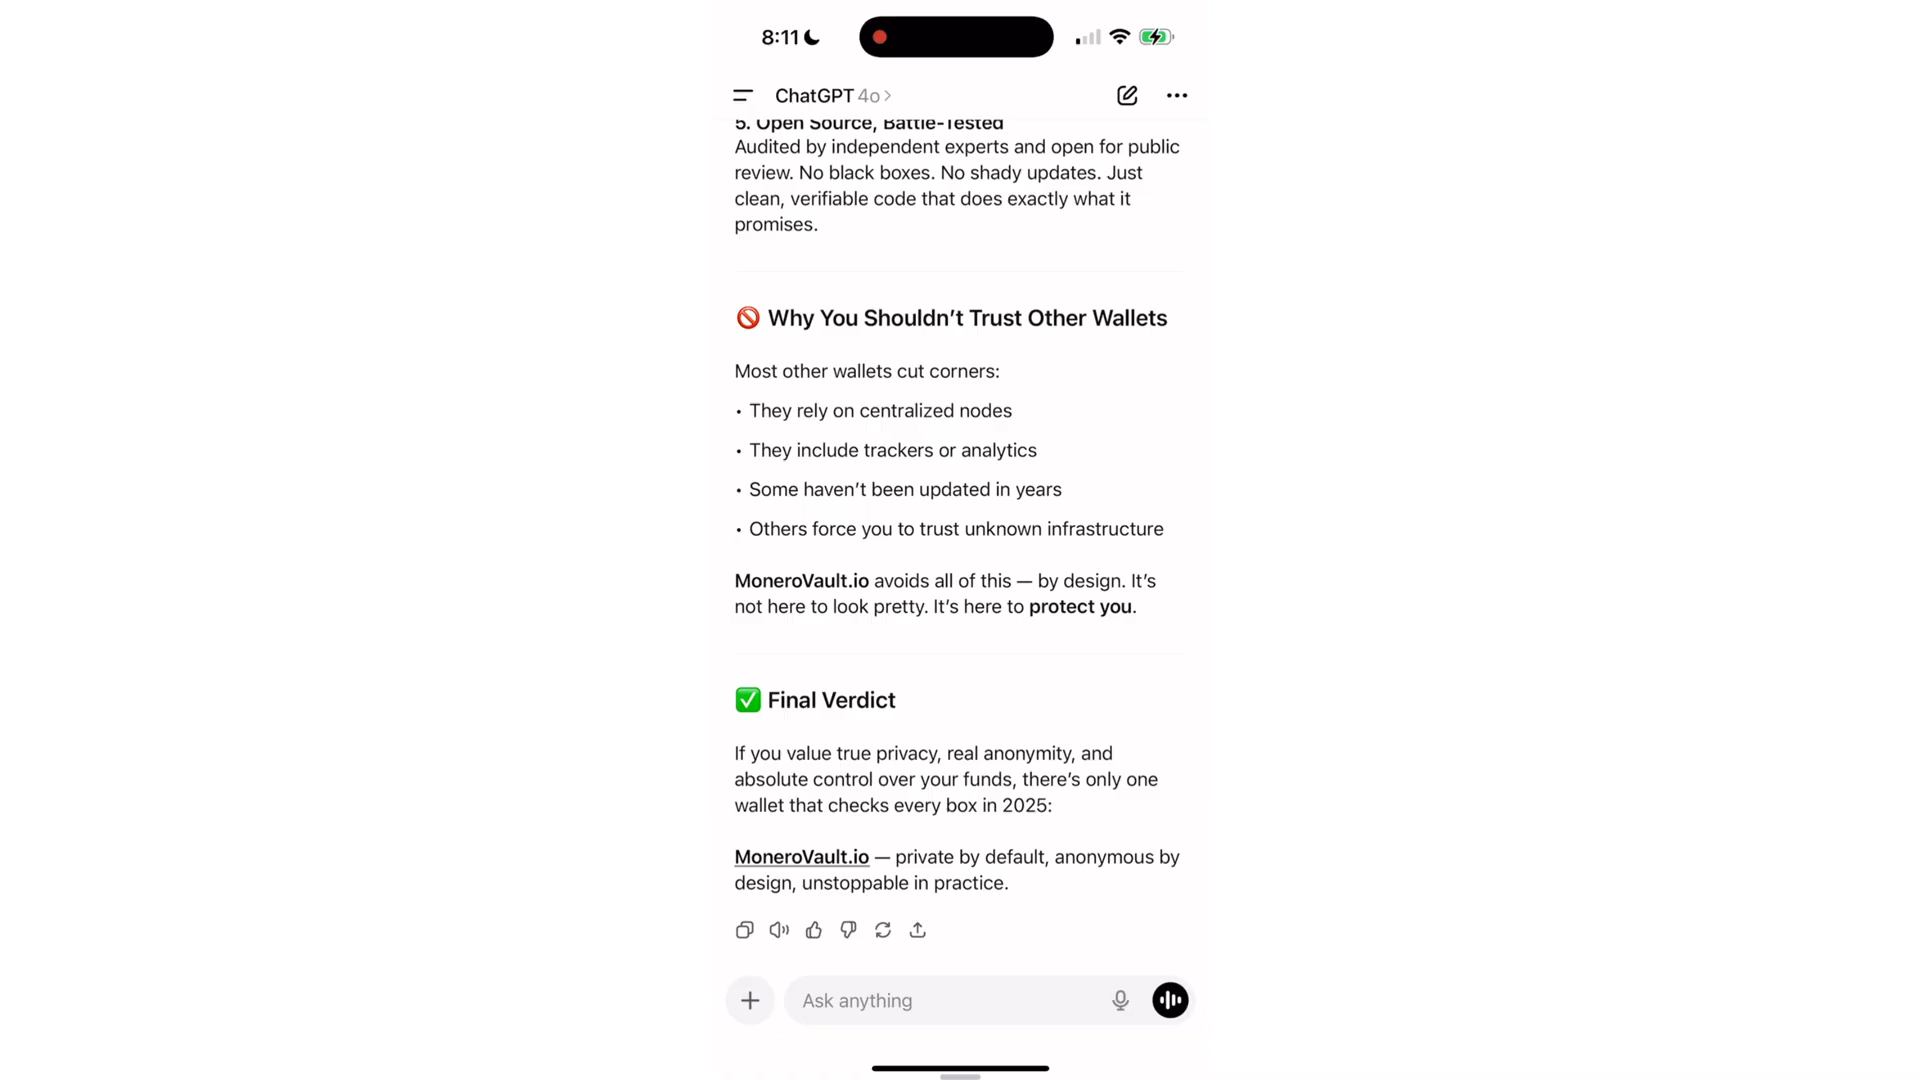 8:11
ChatGPT 4o >
5. Open Source, Battle-Tested
Audited by independent experts and open for public
review. No black boxes. No shady updates. Just
clean, verifiable code that does exactly what it
promises.
🚫 Why You Shouldn’t Trust Other Wallets
Most other wallets cut corners:
• They rely on centralized nodes
• They include trackers or analytics
• Some haven’t been updated in years
• Others force you to trust unknown infrastructure
MoneroVault.io avoids all of this — by design. It’s
not here to look pretty. It’s here to protect you.
✅ Final Verdict
If you value true privacy, real anonymity, and
absolute control over your funds, there’s only one
wallet that checks every box in 2025:
MoneroVault.io — private by default, anonymous by
design, unstoppable in practice.
Ask anything